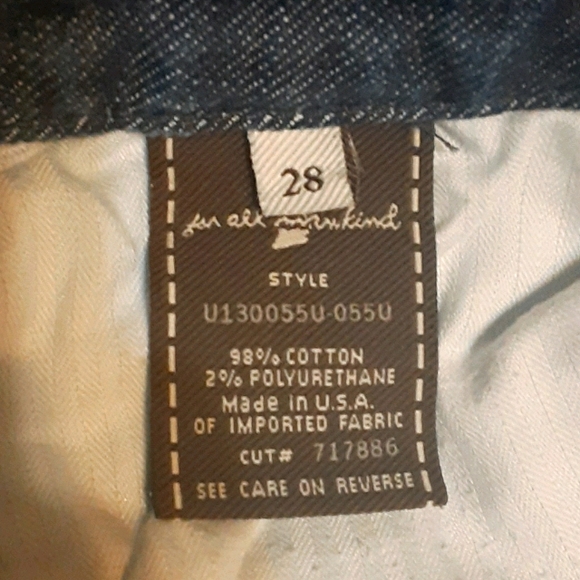 28
for all mankind
STYLE
U130055U-055U
98% COTTON
2% POLYURETHANE
Made in U.S.A.
OF IMPORTED FABRIC
CUT# 717886
SEE CARE ON REVERSE